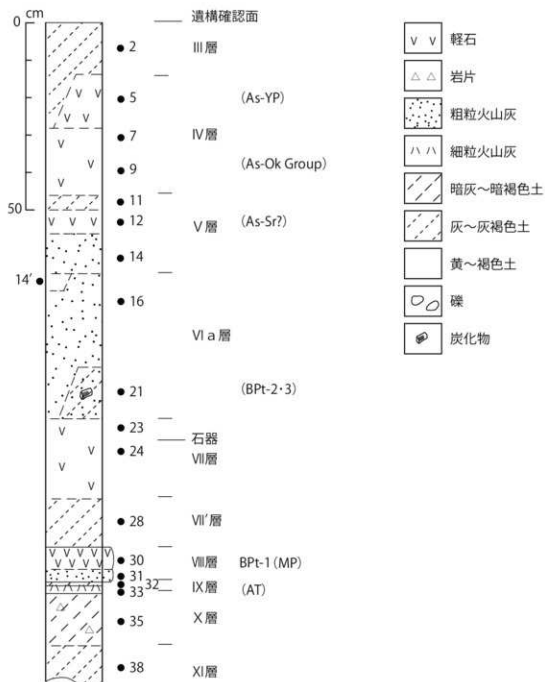 0 cm
遺構確認面
2
III層
5
(As-YP)
7
IV層
9
(As-Ok Group)
11
50
12
V層
(As-Sr?)
14
14′
16
VI a 層
21
(BPt-2・3)
23
石器
24
VII層
28
VII′層
30
VIII層
BPt-1 (MP)
31
32
33
IX層
(AT)
35
X層
38
XI層
軽石
岩片
粗粒火山灰
細粒火山灰
暗灰～暗褐色土
灰～灰褐色土
黄～褐色土
礫
炭化物